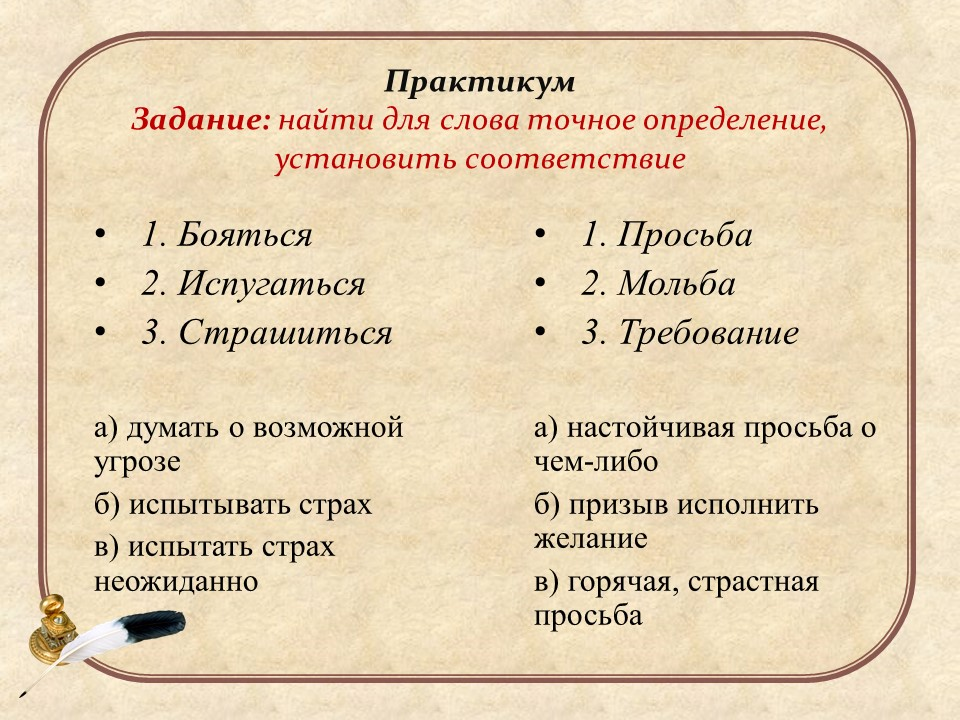 Практикум
Задание: найти для слова точное определение,
установить соответствие
• 1. Бояться
• 2. Испугаться
• 3. Страшиться
а) думать о возможной
угрозе
б) испытывать страх
в) испытать страх
неожиданно
• 1. Просьба
• 2. Мольба
• 3. Требование
а) настойчивая просьба о
чем-либо
б) призыв исполнить
желание
в) горячая, страстная
просьба